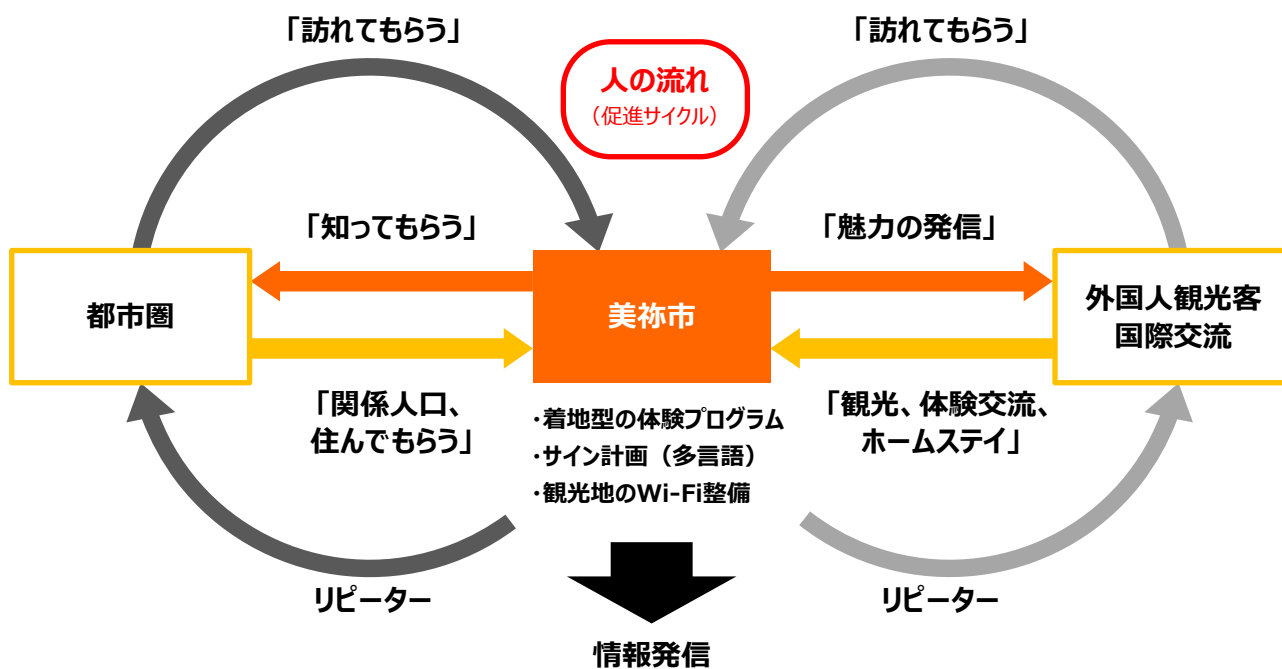 「訪れてもらう」
「訪れてもらう」
人の流れ
（促進サイクル）
「知ってもらう」
「魅力の発信」
都市圏
美祢市
外国人観光客
国際交流
「関係人口、
住んでもらう」
・着地型の体験プログラム
・サイン計画（多言語）
・観光地のWi-Fi整備
「観光、体験交流、
ホームステイ」
リピーター
リピーター
情報発信